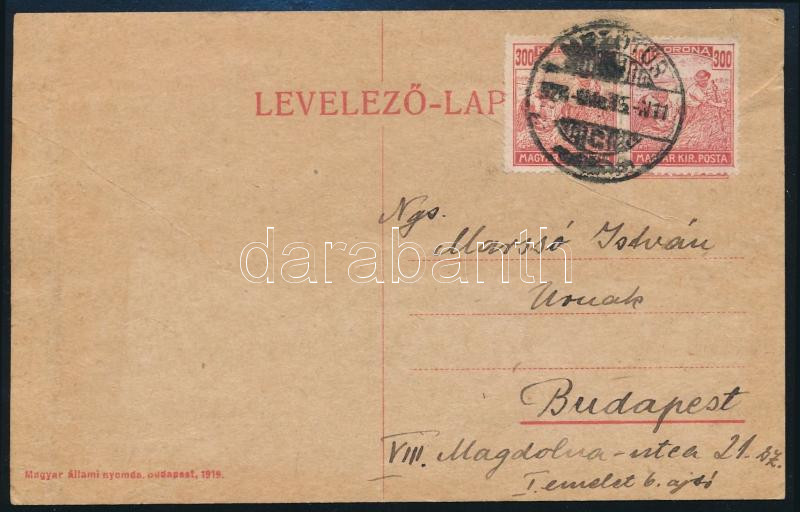 300 KORONA 300
LEVELEZŐ-LAP
MAGYAR MAGYAR KIR. POSTA
Ngs.
Marssó István
darabanth
Urnak
Budapest
VIII. Magdolna-utca 21. sz.
I. emelet 6. ajtó
Magyar állami nyomda, budapest, 1919.